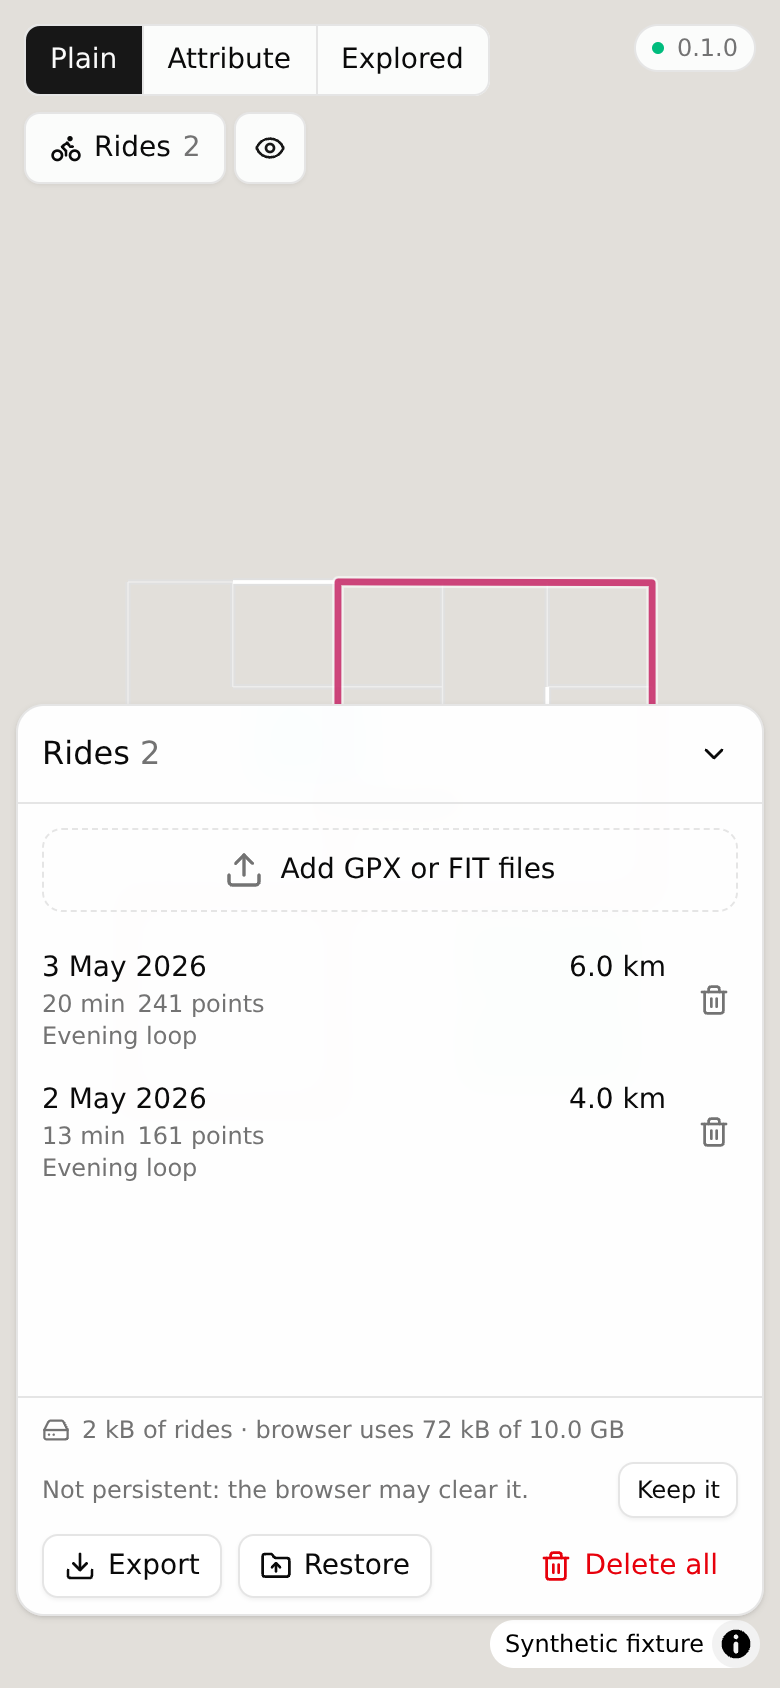 Plain Attribute Explored 0.1.0
Rides 2
Rides 2
Add GPX or FIT files
3 May 2026 6.0 km
20 min 241 points
Evening loop
2 May 2026 4.0 km
13 min 161 points
Evening loop
2 kB of rides · browser uses 72 kB of 10.0 GB
Not persistent: the browser may clear it. Keep it
Export Restore Delete all
Synthetic fixture